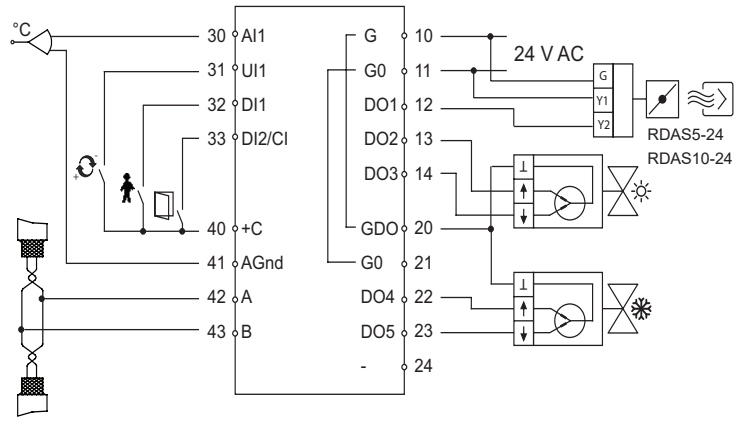 °C
30 AI1 G 10
24 V AC
31 UI1 G0 11
G
32 DI1 DO1 12
Y1
Y2
33 DI2/CI DO2 13
RDAS5-24
RDAS10-24
DO3 14
⊥
+ -
40 +C GDO 20
41 AGnd G0 21
⊥
42 A DO4 22
43 B DO5 23
- 24